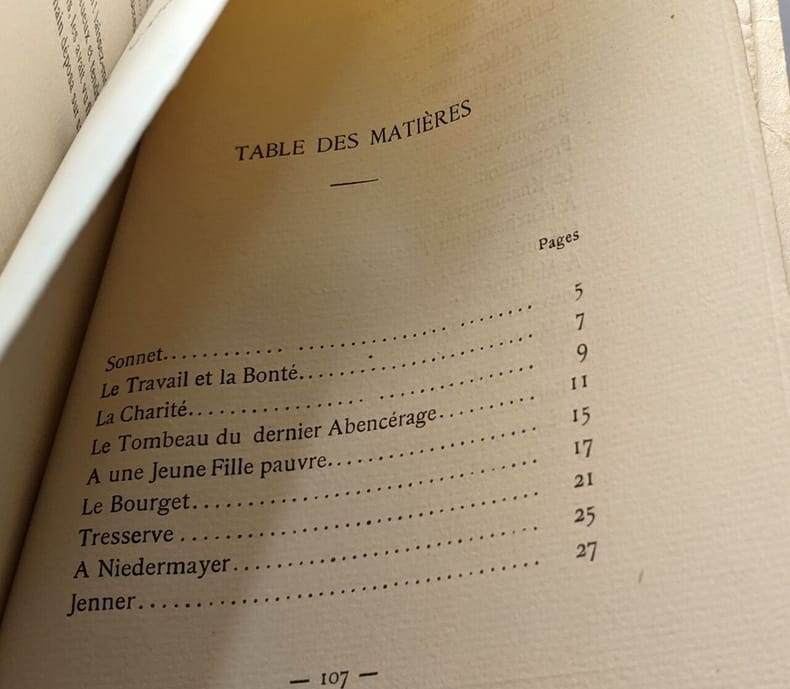 TABLE DES MATIÈRES
Pages
Sonnet 5
Le Travail et la Bonté 7
La Charité 9
Le Tombeau du dernier Abencérage 11
A une Jeune Fille pauvre 15
Le Bourget 17
Tresserve 21
A Niedermayer 25
Jenner 27
— 107 —